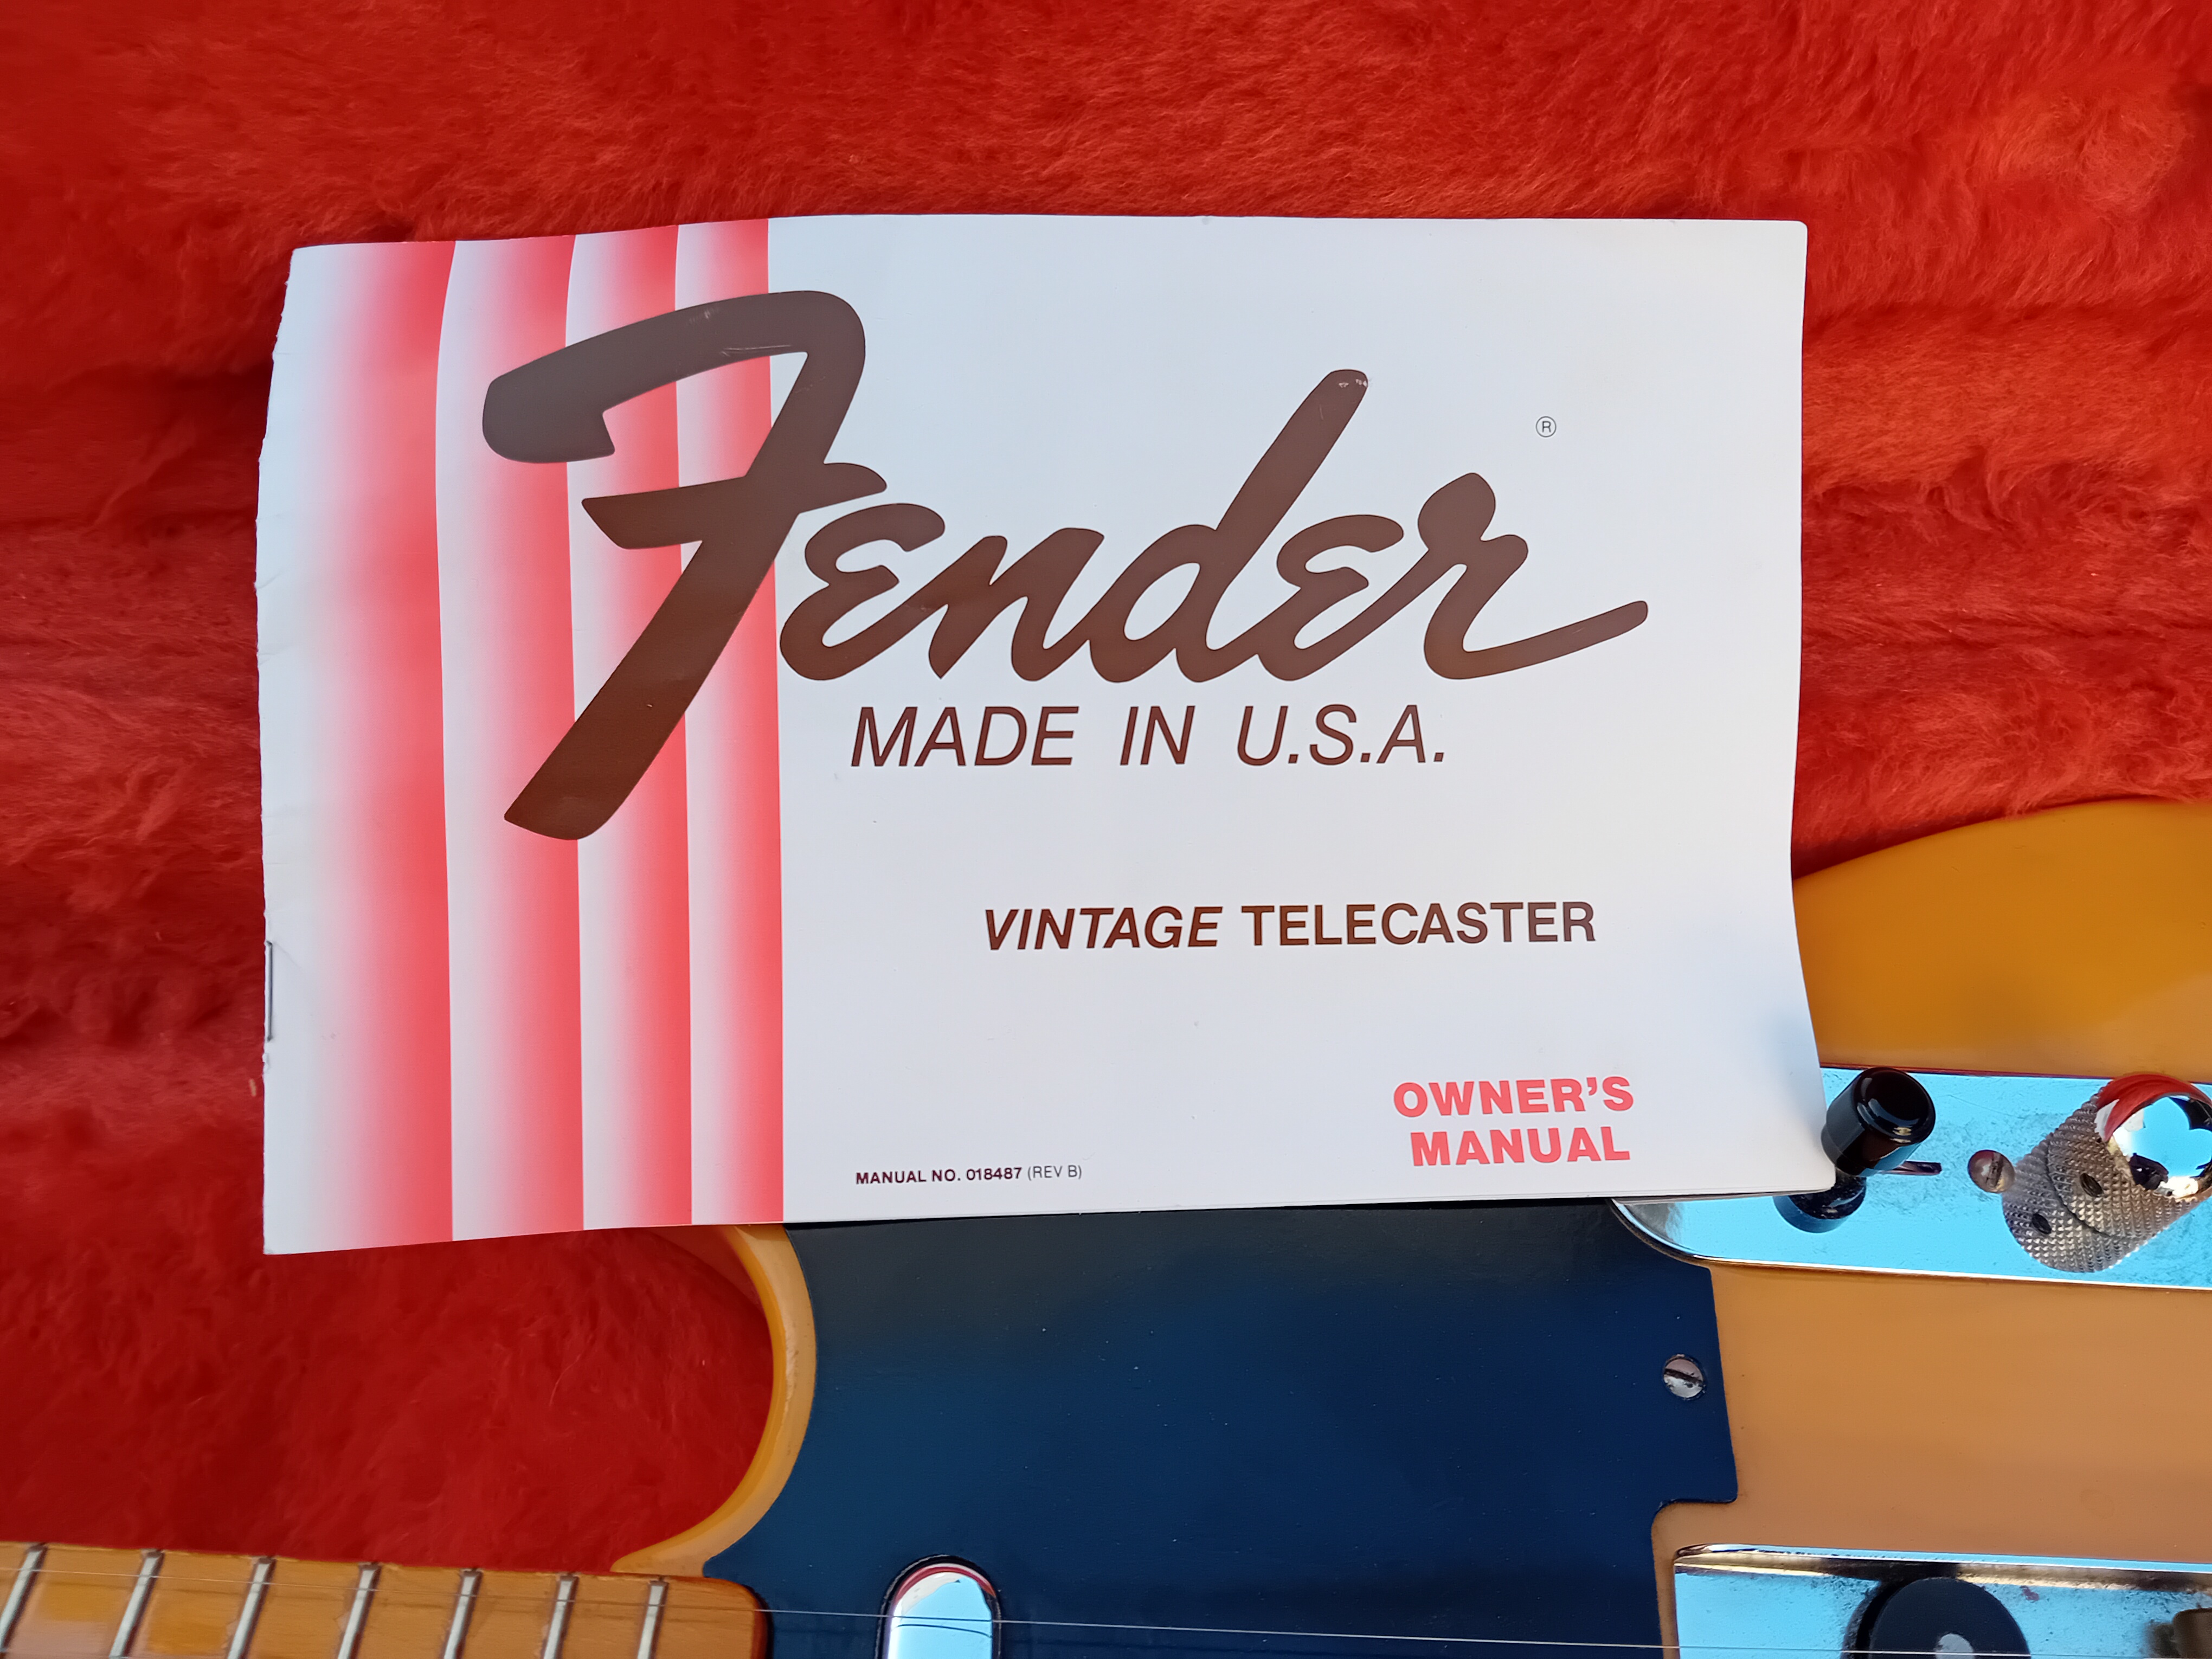 Fender ®
MADE IN U.S.A.
VINTAGE TELECASTER
OWNER'S
MANUAL
MANUAL NO. 018487 (REV B)